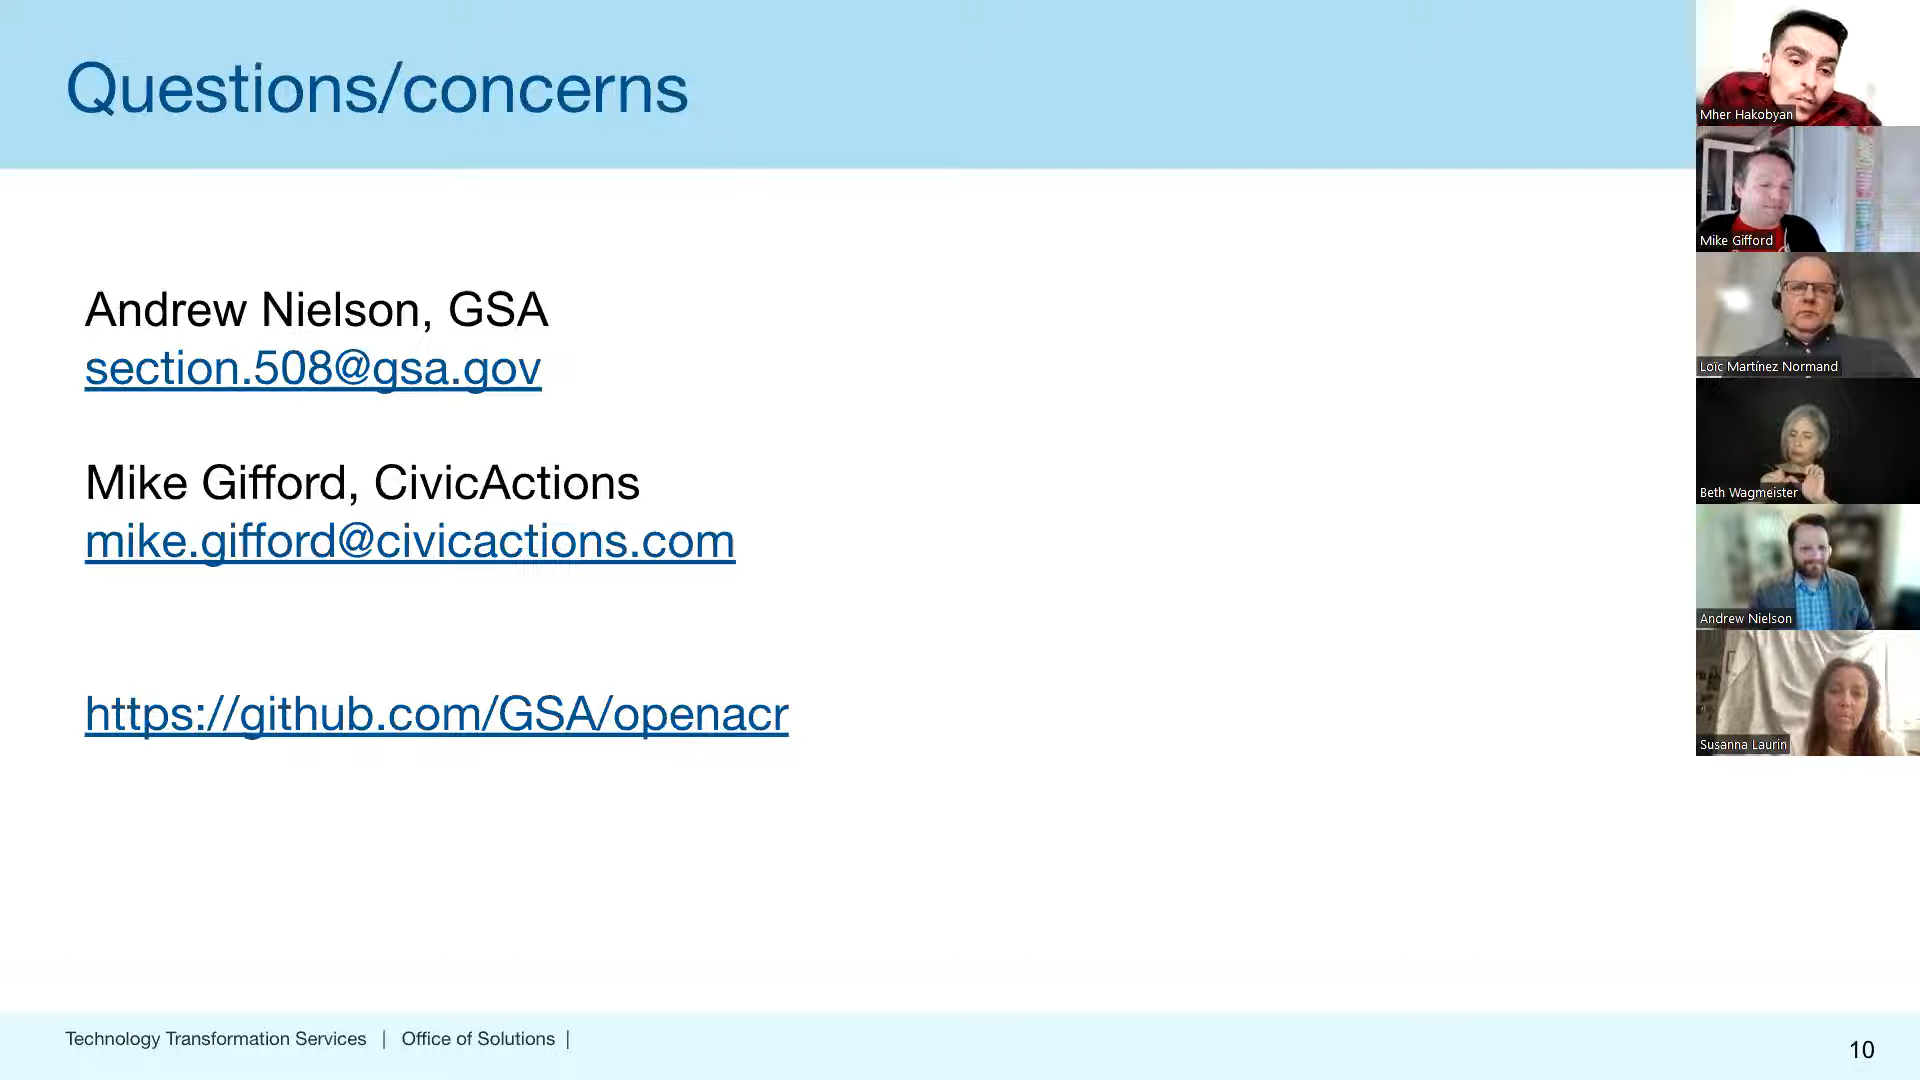 Questions/concerns
Andrew Nielson, GSA
section.508@gsa.gov
Mike Gifford, CivicActions
mike.gifford@civicactions.com
https://github.com/GSA/openacr
Technology Transformation Services | Office of Solutions |
10
Mher Hakobyan
Mike Gifford
Loïc Martínez Normand
Beth Wagmeister
Andrew Nielson
Susanna Laurin